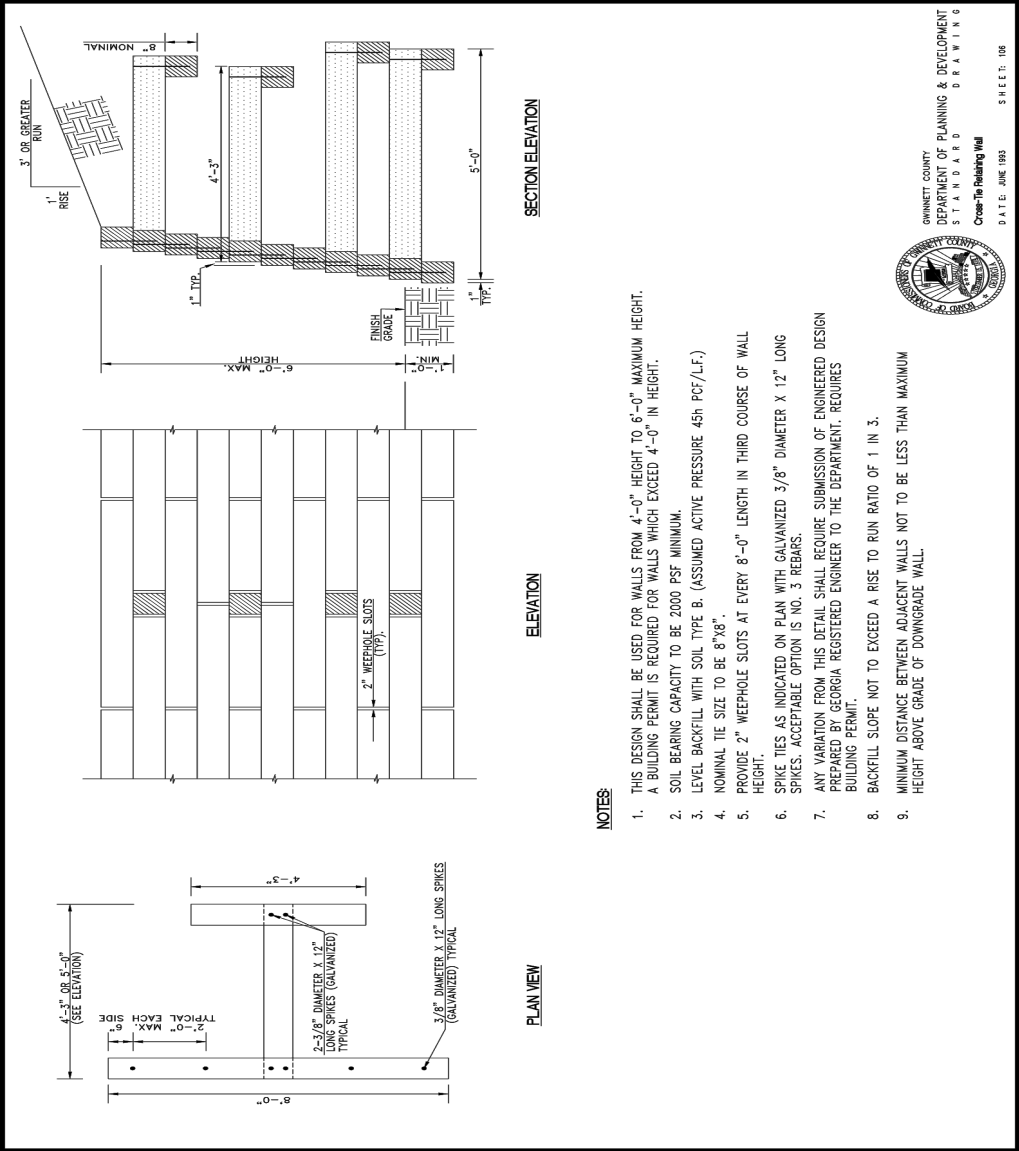 4'-3" OR 5'-0"
(SEE ELEVATION)
8'-0"
6"
2'-0" MAX.
TYPICAL EACH SIDE
4'-3"
2-3/8" DIAMETER X 12"
LONG SPIKES (GALVANIZED)
TYPICAL
3/8" DIAMETER X 12" LONG SPIKES
(GALVANIZED) TYPICAL
PLAN VIEW
2" WEEPHOLE SLOTS
(TYP).
ELEVATION
1'
RISE
3' OR GREATER
RUN
8" NOMINAL
4'-3"
1" TYP.
6'-0" MAX.
HEIGHT
FINISH
GRADE
1'-0"
MIN.
1"
TYP.
5'-0"
SECTION ELEVATION
NOTES:
1. THIS DESIGN SHALL BE USED FOR WALLS FROM 4'-0" HEIGHT TO 6'-0" MAXIMUM HEIGHT.
A BUILDING PERMIT IS REQUIRED FOR WALLS WHICH EXCEED 4'-0" IN HEIGHT.
2. SOIL BEARING CAPACITY TO BE 2000 PSF MINIMUM.
3. LEVEL BACKFILL WITH SOIL TYPE B. (ASSUMED ACTIVE PRESSURE 45h PCF/L.F.)
4. NOMINAL TIE SIZE TO BE 8"X8".
5. PROVIDE 2" WEEPHOLE SLOTS AT EVERY 8'-0" LENGTH IN THIRD COURSE OF WALL
HEIGHT.
6. SPIKE TIES AS INDICATED ON PLAN WITH GALVANIZED 3/8" DIAMETER X 12" LONG
SPIKES. ACCEPTABLE OPTION IS NO. 3 REBARS.
7. ANY VARIATION FROM THIS DETAIL SHALL REQUIRE SUBMISSION OF ENGINEERED DESIGN
PREPARED BY GEORGIA REGISTERED ENGINEER TO THE DEPARTMENT. REQUIRES
BUILDING PERMIT.
8. BACKFILL SLOPE NOT TO EXCEED A RISE TO RUN RATIO OF 1 IN 3.
9. MINIMUM DISTANCE BETWEEN ADJACENT WALLS NOT TO BE LESS THAN MAXIMUM
HEIGHT ABOVE GRADE OF DOWNGRADE WALL.
BOARD OF COMMISSIONERS OF GWINNETT COUNTY
GEORGIA
GWINNETT COUNTY
DEPARTMENT OF PLANNING & DEVELOPMENT
STANDARD DRAWING
Cross-Tie Retaining Wall
DATE: JUNE 1993 SHEET: 106